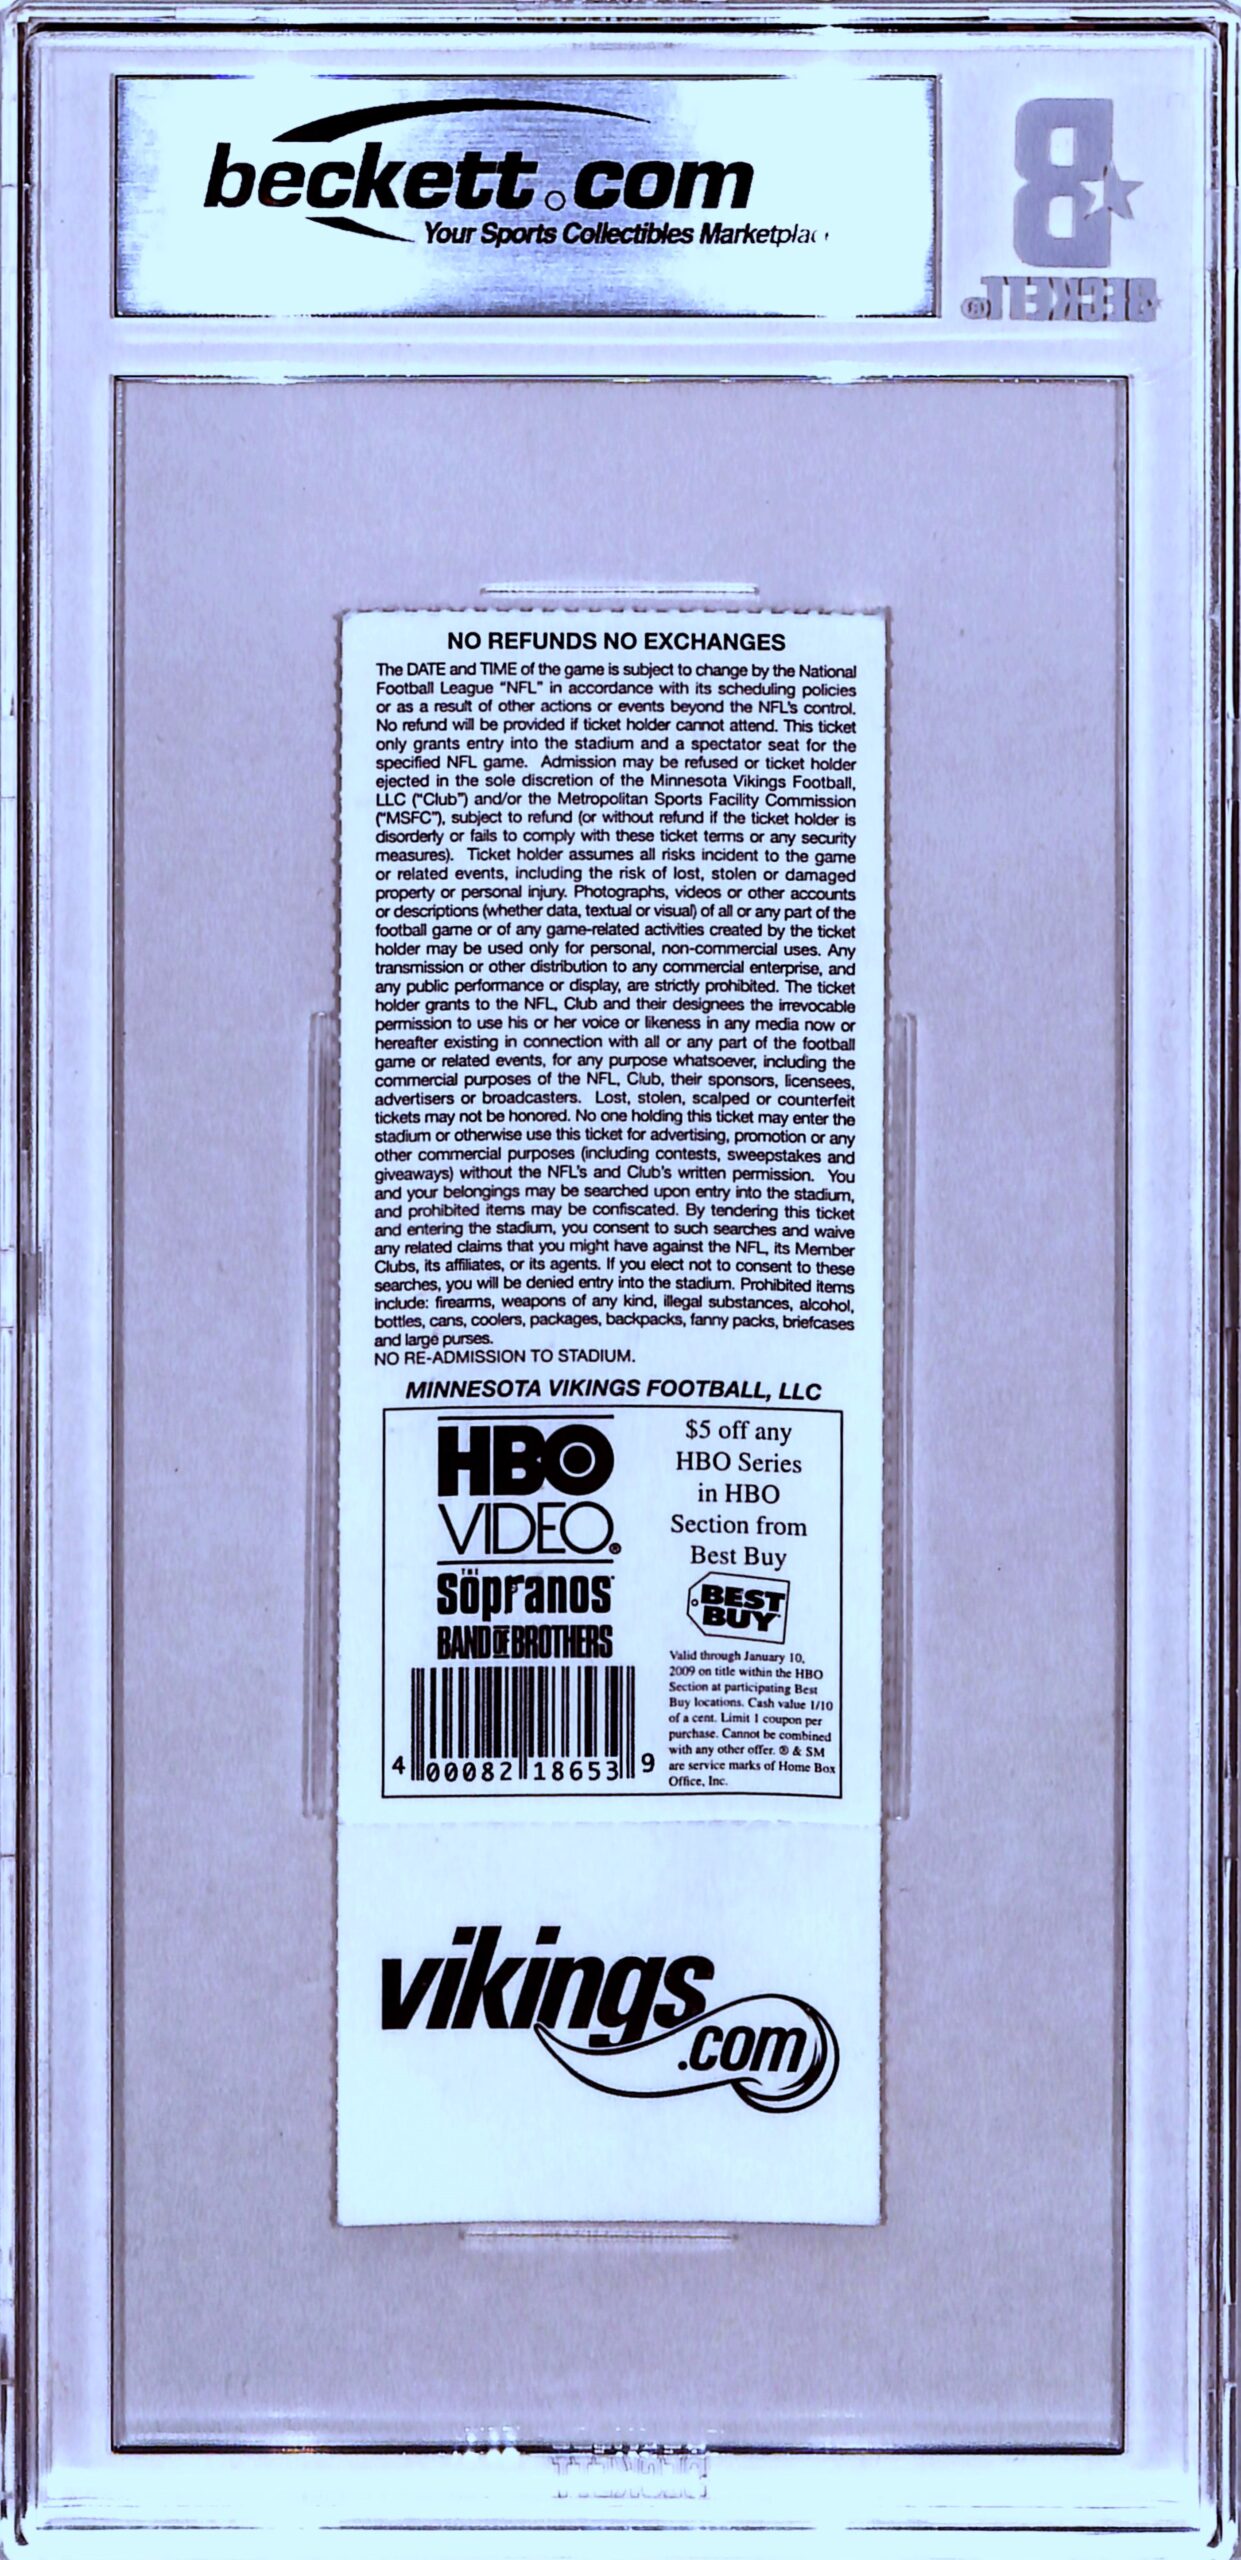 beckett.com
Your Sports Collectibles
B
BECKETT
NO REFUNDS NO EXCHANGES
The DATE and TIME of the game is subject to change by the National
Football League "NFL" in accordance with its scheduling policies
or as a result of other actions or events beyond the NFL's control.
No refund will be provided if ticket holder cannot attend. This ticket
only grants entry into the stadium and a spectator seat for the
specified NFL game. Admission may be refused or ticket holder
ejected in the sole discretion of the Minnesota Vikings Football,
LLC ("Club") and/or the Metropolitan Sports Facility Commission
("MSFC"), subject to refund (or without refund if the ticket holder is
disorderly or fails to comply with these ticket terms or any security
measures). Ticket holder assumes all risks incident to the game
or related events, including the risk of lost, stolen or damaged
property or personal injury. Photographs, videos or other accounts
or descriptions (whether data, textual or visual) of all or any part of the
football game or of any game-related activities created by the ticket
holder may be used only for personal, non-commercial uses. Any
transmission or other distribution to any commercial enterprise, and
any public performance or display, are strictly prohibited. The ticket
holder grants to the NFL, Club and their designees the irrevocable
permission to use his or her voice or likeness in any media now or
hereafter existing in connection with all or any part of the football
game or related events, for any purpose whatsoever, including the
commercial purposes of the NFL, Club, their sponsors, licensees,
advertisers or broadcasters. Lost, stolen, scalped or counterfeit
tickets may not be honored. No one holding this ticket may enter the
stadium or otherwise use this ticket for advertising, promotion or any
other commercial purposes (including contests, sweepstakes and
giveaways) without the NFL's and Club's written permission. You
and your belongings may be searched upon entry into the stadium,
and prohibited items may be confiscated. By tendering this ticket
and entering the stadium, you consent to such searches and waive
any related claims that you might have against the NFL, its Member
Clubs, its affiliates, or its agents. If you elect not to consent to these
searches, you will be denied entry into the stadium. Prohibited items
include: firearms, weapons of any kind, illegal substances, alcohol,
bottles, cans, coolers, packages, backpacks, fanny packs, briefcases
and large purses.
NO RE-ADMISSION TO STADIUM.
MINNESOTA VIKINGS FOOTBALL, LLC
HBO
VIDEO®
THE
Sopranos
BAND OF BROTHERS
4 00082 18653 9
$5 off any
HBO Series
in HBO
Section from
Best Buy
BEST
BUY
Valid through January 10,
2009 on title within the HBO
Section at participating Best
Buy locations. Cash value 1/10
of a cent. Limit 1 coupon per
purchase. Cannot be combined
with any other offer. ® & SM
are service marks of Home Box
Office, Inc.
vikings
.com